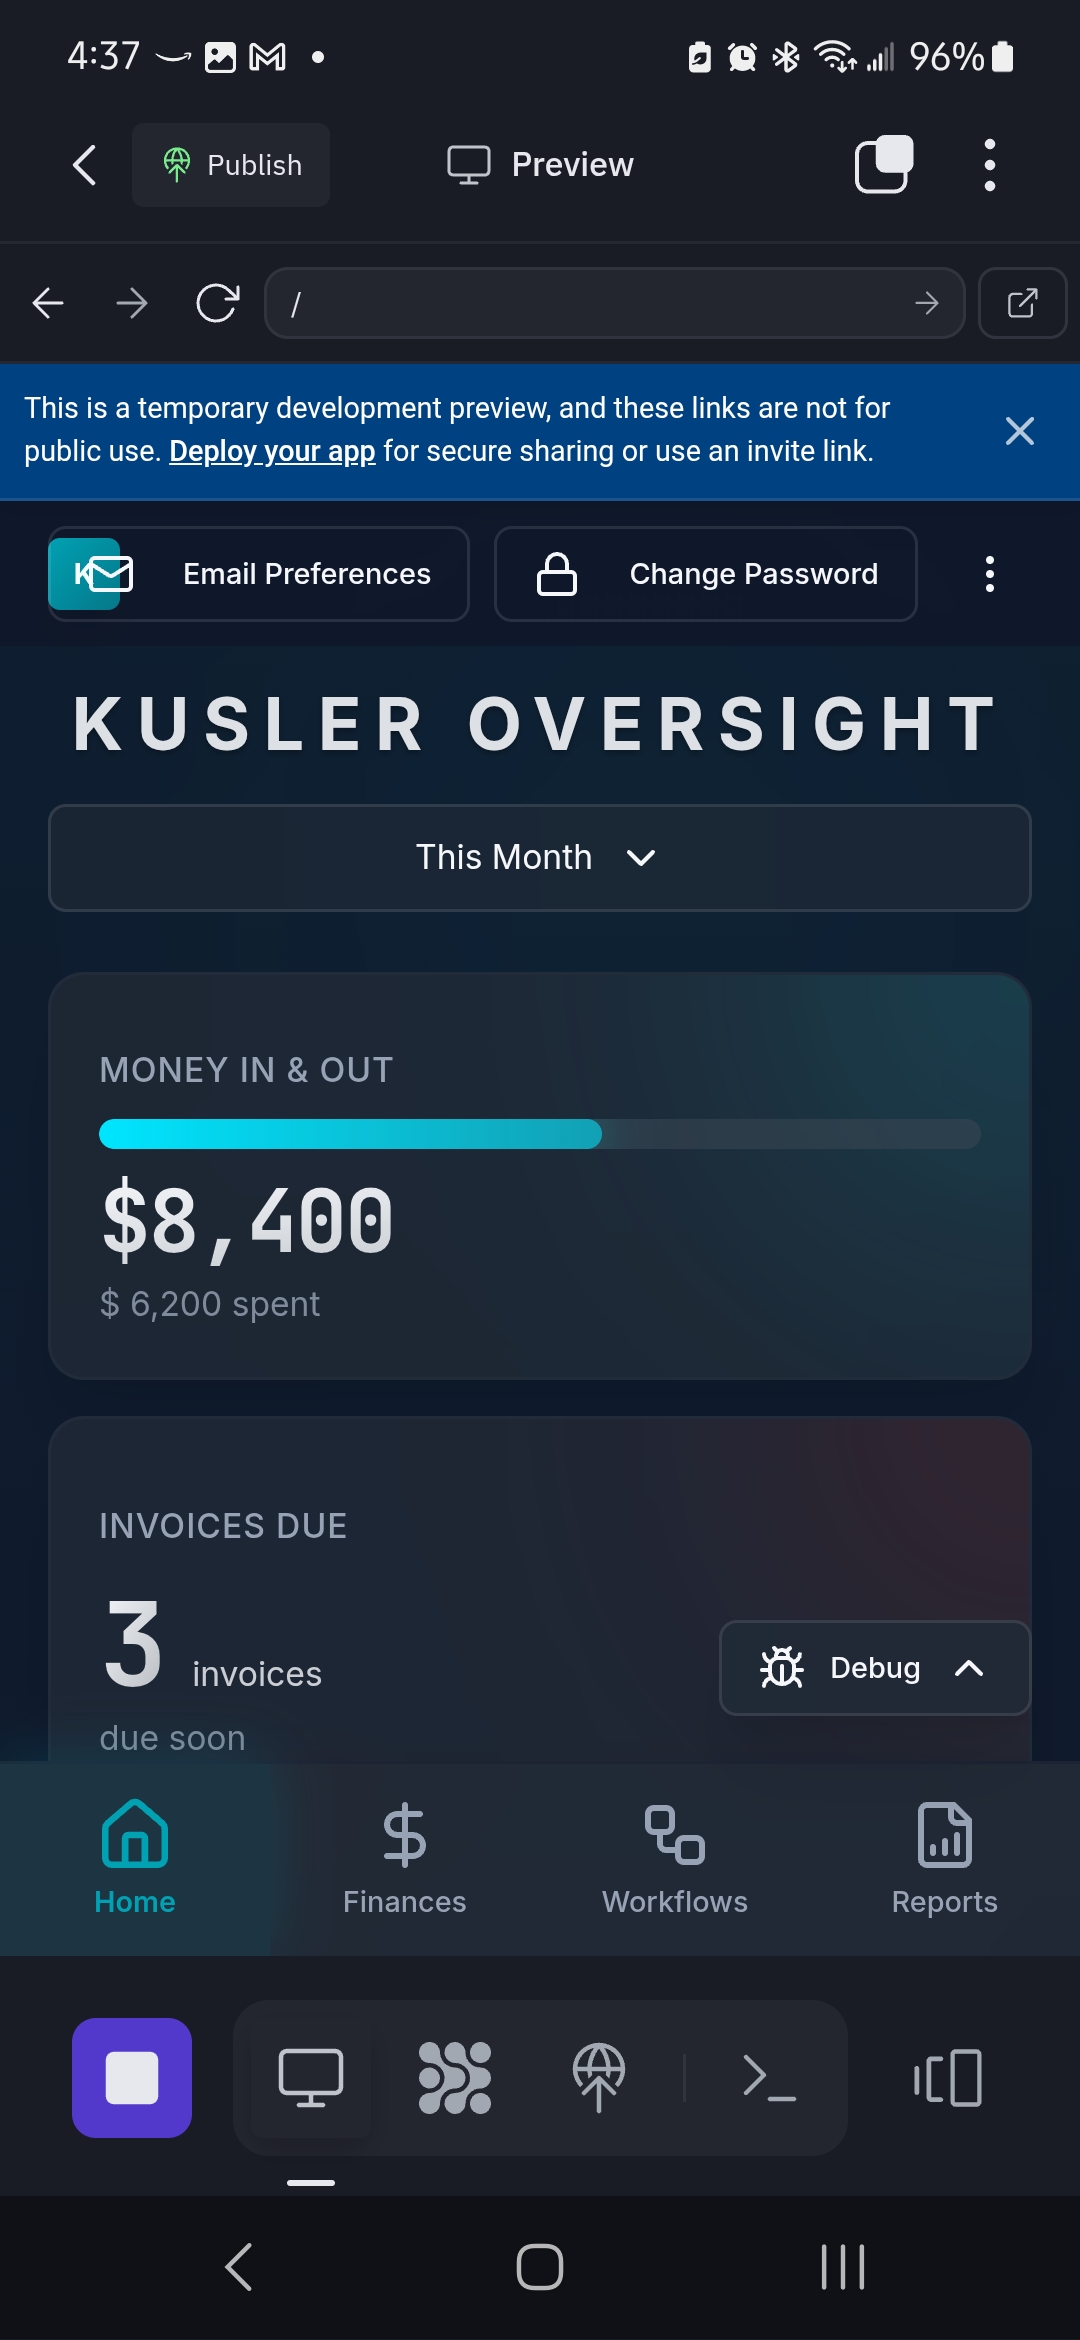 4:37
96%
Publish
Preview
/
This is a temporary development preview, and these links are not for
public use. Deploy your app for secure sharing or use an invite link.
K
Email Preferences
Change Password
KUSLER OVERSIGHT
This Month
MONEY IN & OUT
$8,400
$ 6,200 spent
INVOICES DUE
3 invoices
due soon
Debug
Home
Finances
Workflows
Reports